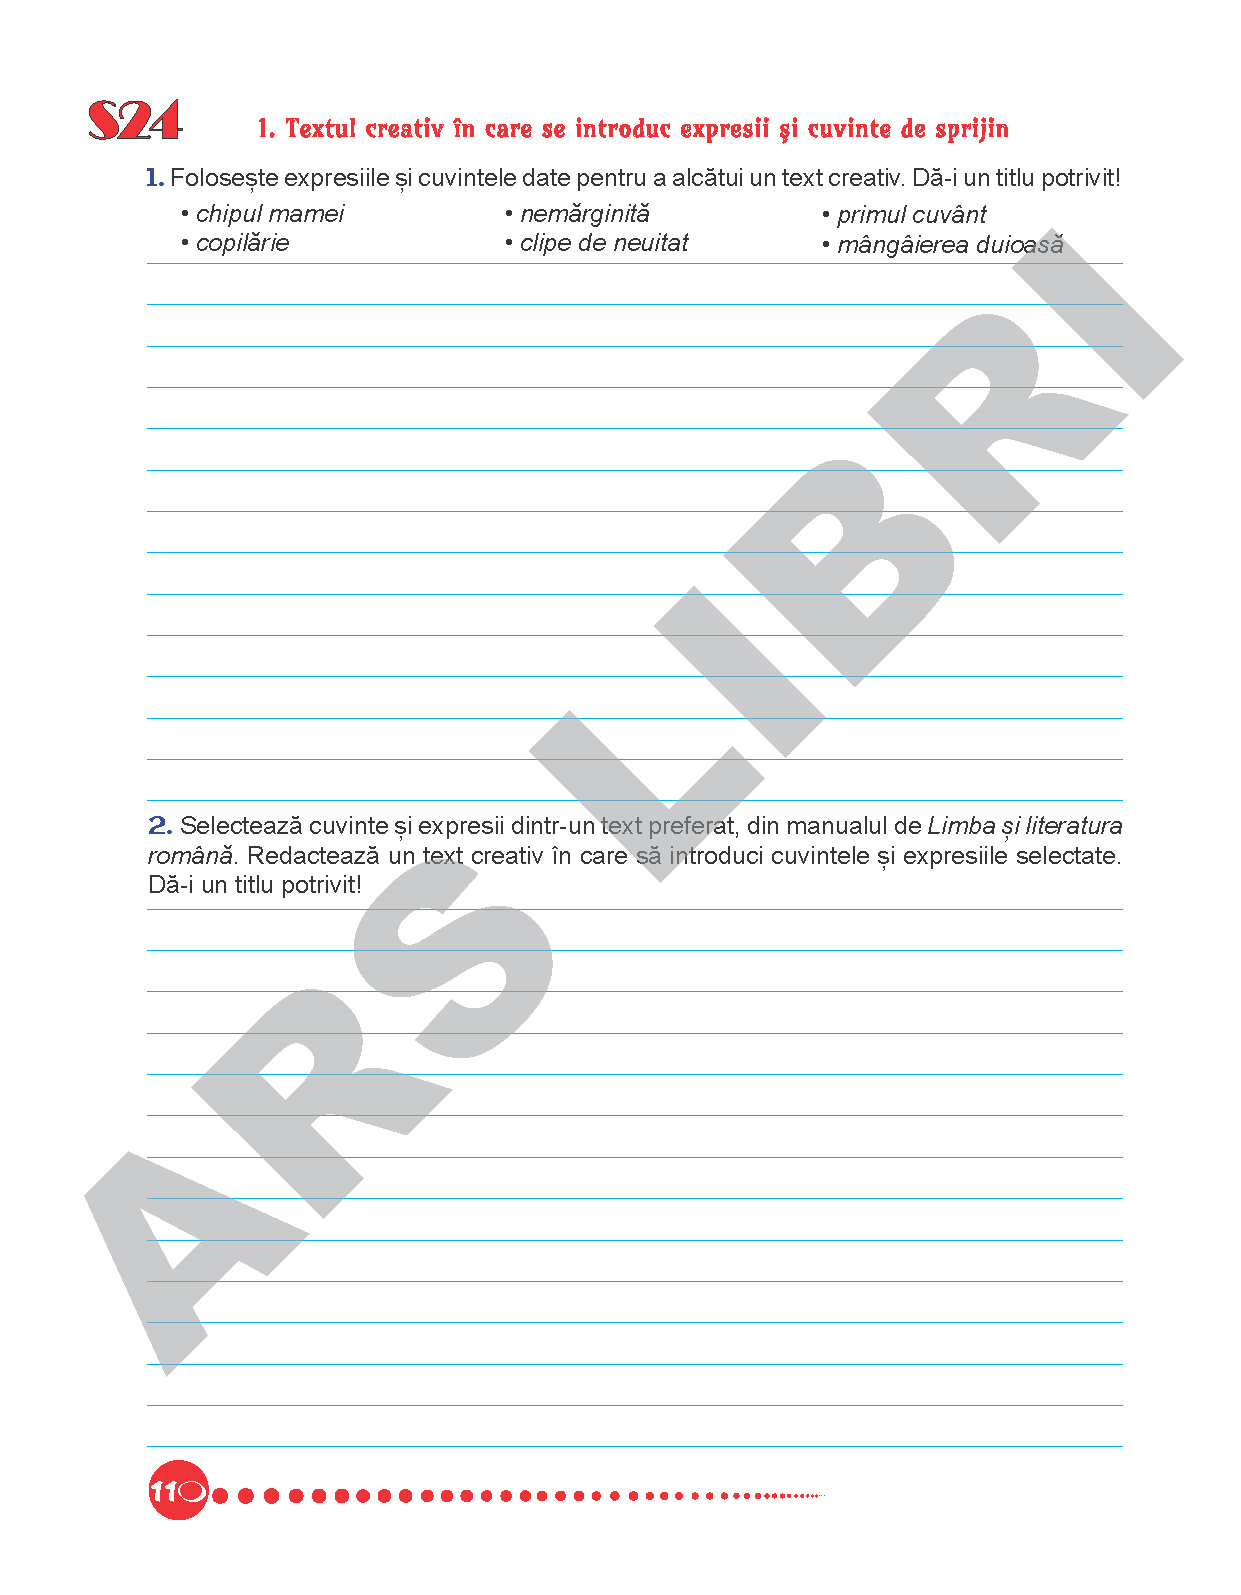 S24
1. Textul creativ în care se introduc expresii și cuvinte de sprijin
1. Folosește expresiile și cuvintele date pentru a alcătui un text creativ. Dă-i un titlu potrivit!
• chipul mamei • nemărginită • primul cuvânt
• copilărie • clipe de neuitat • mângâierea duioasă
2. Selectează cuvinte și expresii dintr-un text preferat, din manualul de Limba și literatura
română. Redactează un text creativ în care să introduci cuvintele și expresiile selectate.
Dă-i un titlu potrivit!
ARS LIBRI
110